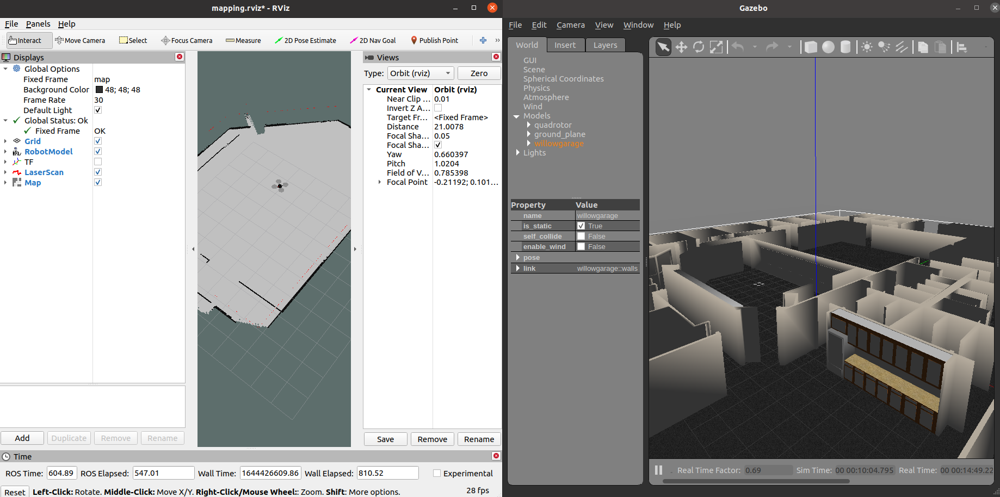 mapping.rviz* - RViz
File Panels Help
Interact Move Camera Select Focus Camera Measure 2D Pose Estimate 2D Nav Goal Publish Point »
Displays
Global Options
Fixed Frame map
Background Color 48; 48; 48
Frame Rate 30
Default Light
Global Status: Ok
Fixed Frame OK
Grid
RobotModel
TF
LaserScan
Map
Add Duplicate Remove Rename
Views
Type: Orbit (rviz) Zero
Current View Orbit (rviz)
Near Clip ... 0.01
Invert Z A...
Target Fr... <Fixed Frame>
Distance 21.0078
Focal Sha... 0.05
Focal Sha...
Yaw 0.660397
Pitch 1.0204
Field of V... 0.785398
Focal Point -0.21192; 0.101...
Save Remove Rename
Time
ROS Time: 604.89 ROS Elapsed: 547.01 Wall Time: 1644426609.86 Wall Elapsed: 810.52 Experimental
Reset Left-Click: Rotate. Middle-Click: Move X/Y. Right-Click/Mouse Wheel:: Zoom. Shift: More options. 28 fps
Gazebo
File Edit Camera View Window Help
World Insert Layers
GUI
Scene
Spherical Coordinates
Physics
Atmosphere
Wind
Models
quadrotor
ground_plane
willowgarage
Lights
Property Value
name willowgarage
is_static True
self_collide False
enable_wind False
pose
link willowgarage::walls
Real Time Factor: 0.69 Sim Time: 00 00:10:04.795 Real Time: 00 00:14:49.22